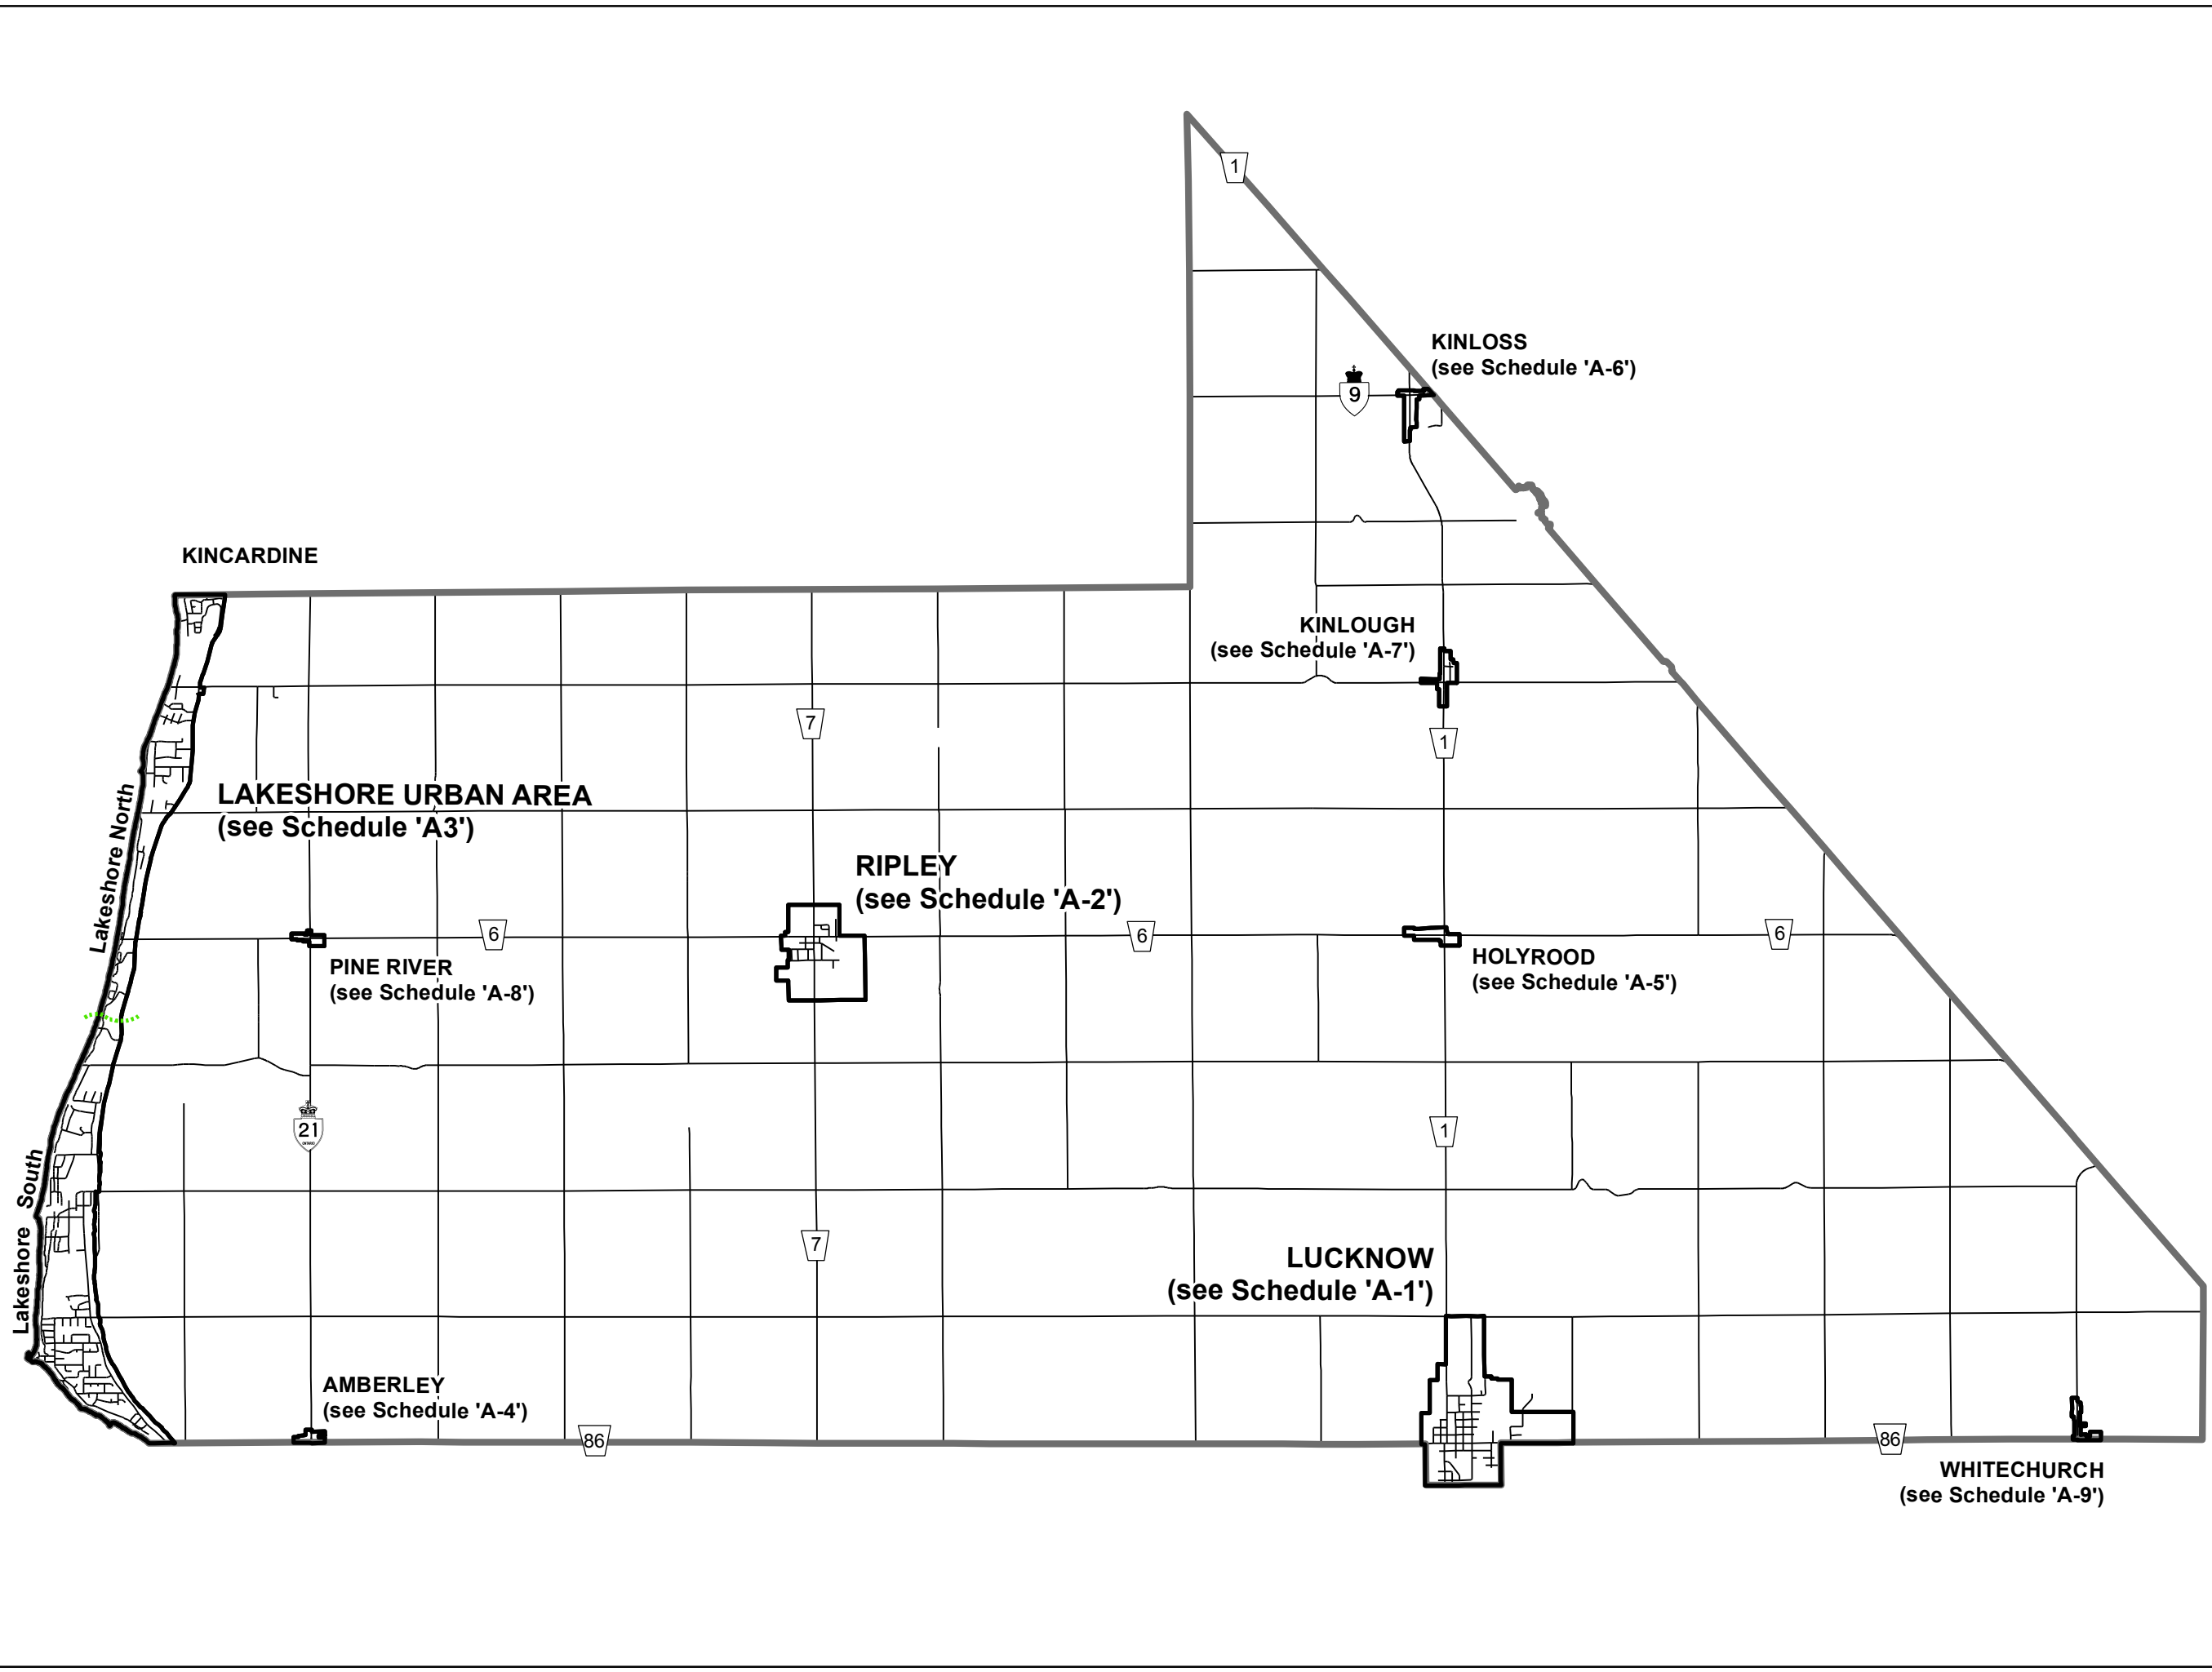 1
KINLOSS
(see Schedule 'A-6')
9
KINCARDINE
KINLOUGH
(see Schedule 'A-7')
7
1
LAKESHORE URBAN AREA
(see Schedule 'A3')
Lakeshore North
RIPLEY
(see Schedule 'A-2')
6
6
6
PINE RIVER
(see Schedule 'A-8')
HOLYROOD
(see Schedule 'A-5')
21
1
Lakeshore South
7
LUCKNOW
(see Schedule 'A-1')
AMBERLEY
(see Schedule 'A-4')
86
86
WHITECHURCH
(see Schedule 'A-9')